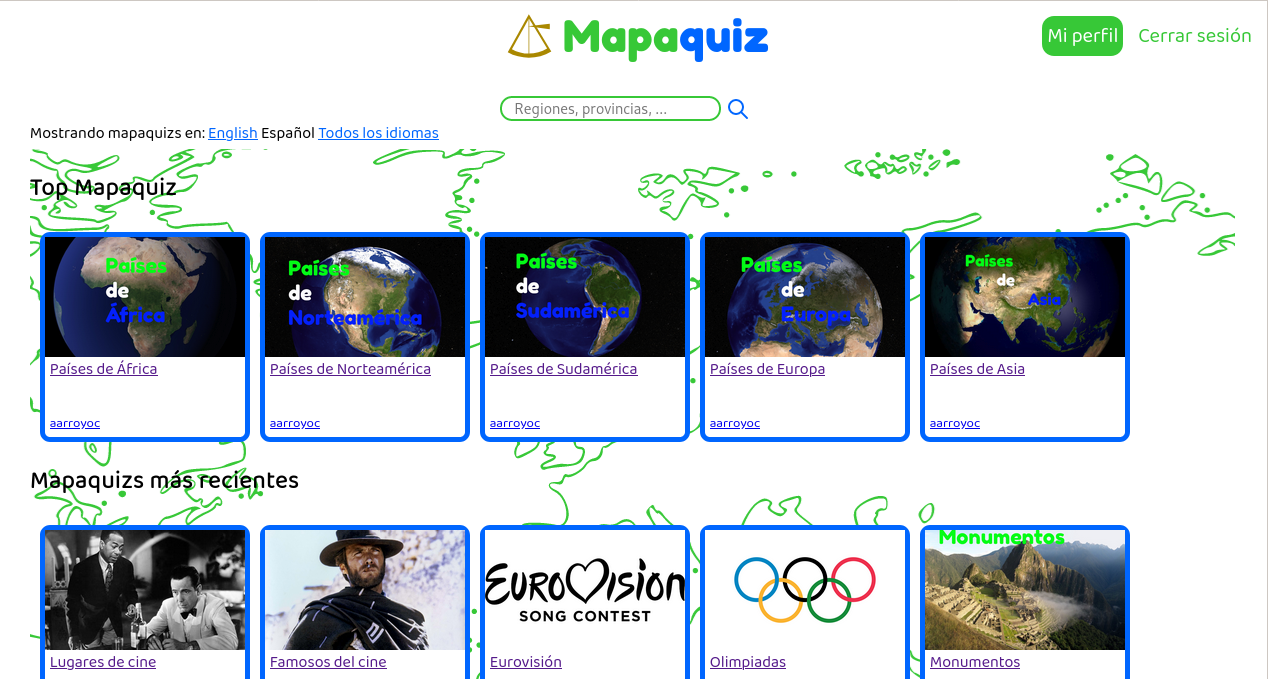 Mapaquiz
Mi perfil Cerrar sesión
Regiones, provincias, ...
Mostrando mapaquizs en: English Español Todos los idiomas
Top Mapaquiz
Países
de
África
Países
de
Norteamérica
Países
de
Sudamérica
Países
de
Europa
Países
de
Asia
Países de África
Países de Norteamérica
Países de Sudamérica
Países de Europa
Países de Asia
aarroyoc
aarroyoc
aarroyoc
aarroyoc
aarroyoc
Mapaquizs más recientes
EUROVISION
SONG CONTEST
Monumentos
Lugares de cine
Famosos del cine
Eurovisión
Olimpiadas
Monumentos